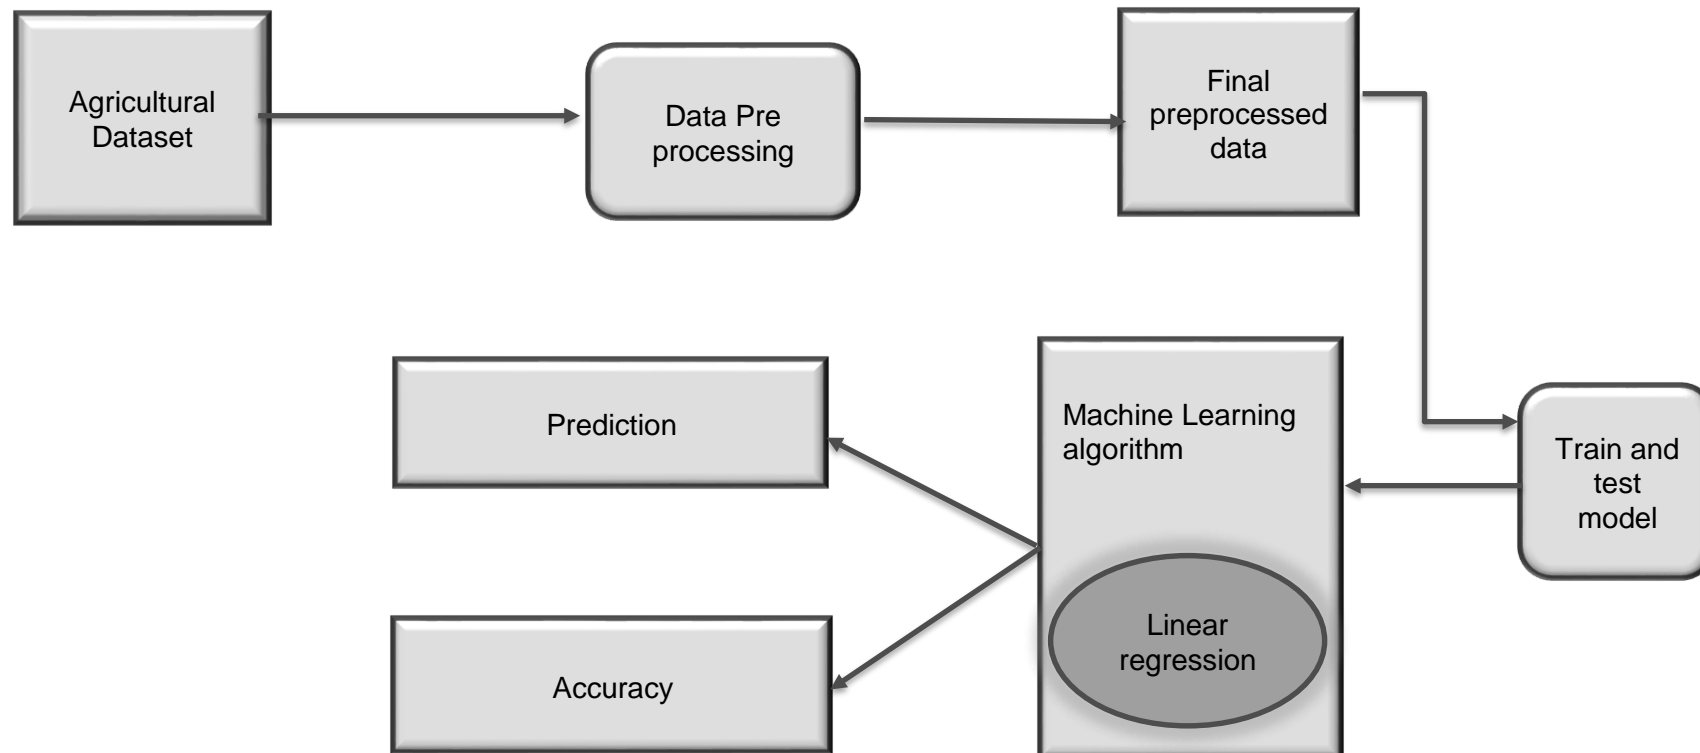 Agricultural
Dataset
Data Pre
processing
Final
preprocessed
data
Prediction
Machine Learning
algorithm
Train and
test
model
Linear
regression
Accuracy